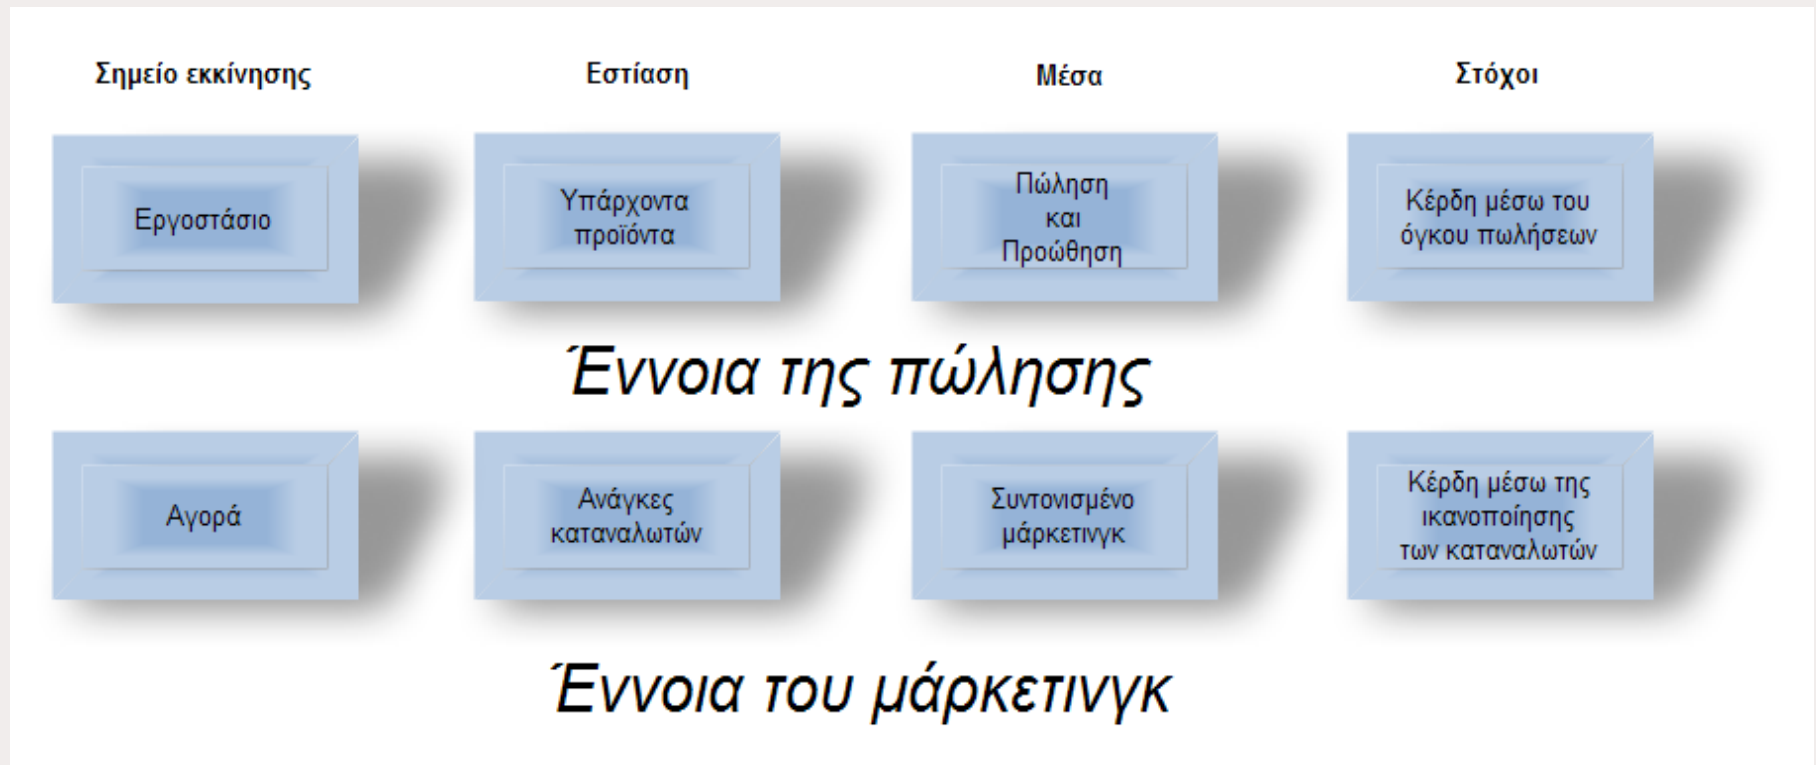 Σημείο εκκίνησης
Εστίαση
Μέσα
Στόχοι
Εργοστάσιο
Υπάρχοντα
προϊόντα
Πώληση
και
Προώθηση
Κέρδη μέσω του
όγκου πωλήσεων
Έννοια της πώλησης
Αγορά
Ανάγκες
καταναλωτών
Συντονισμένο
μάρκετινγκ
Κέρδη μέσω της
ικανοποίησης
των καταναλωτών
Έννοια του μάρκετινγκ